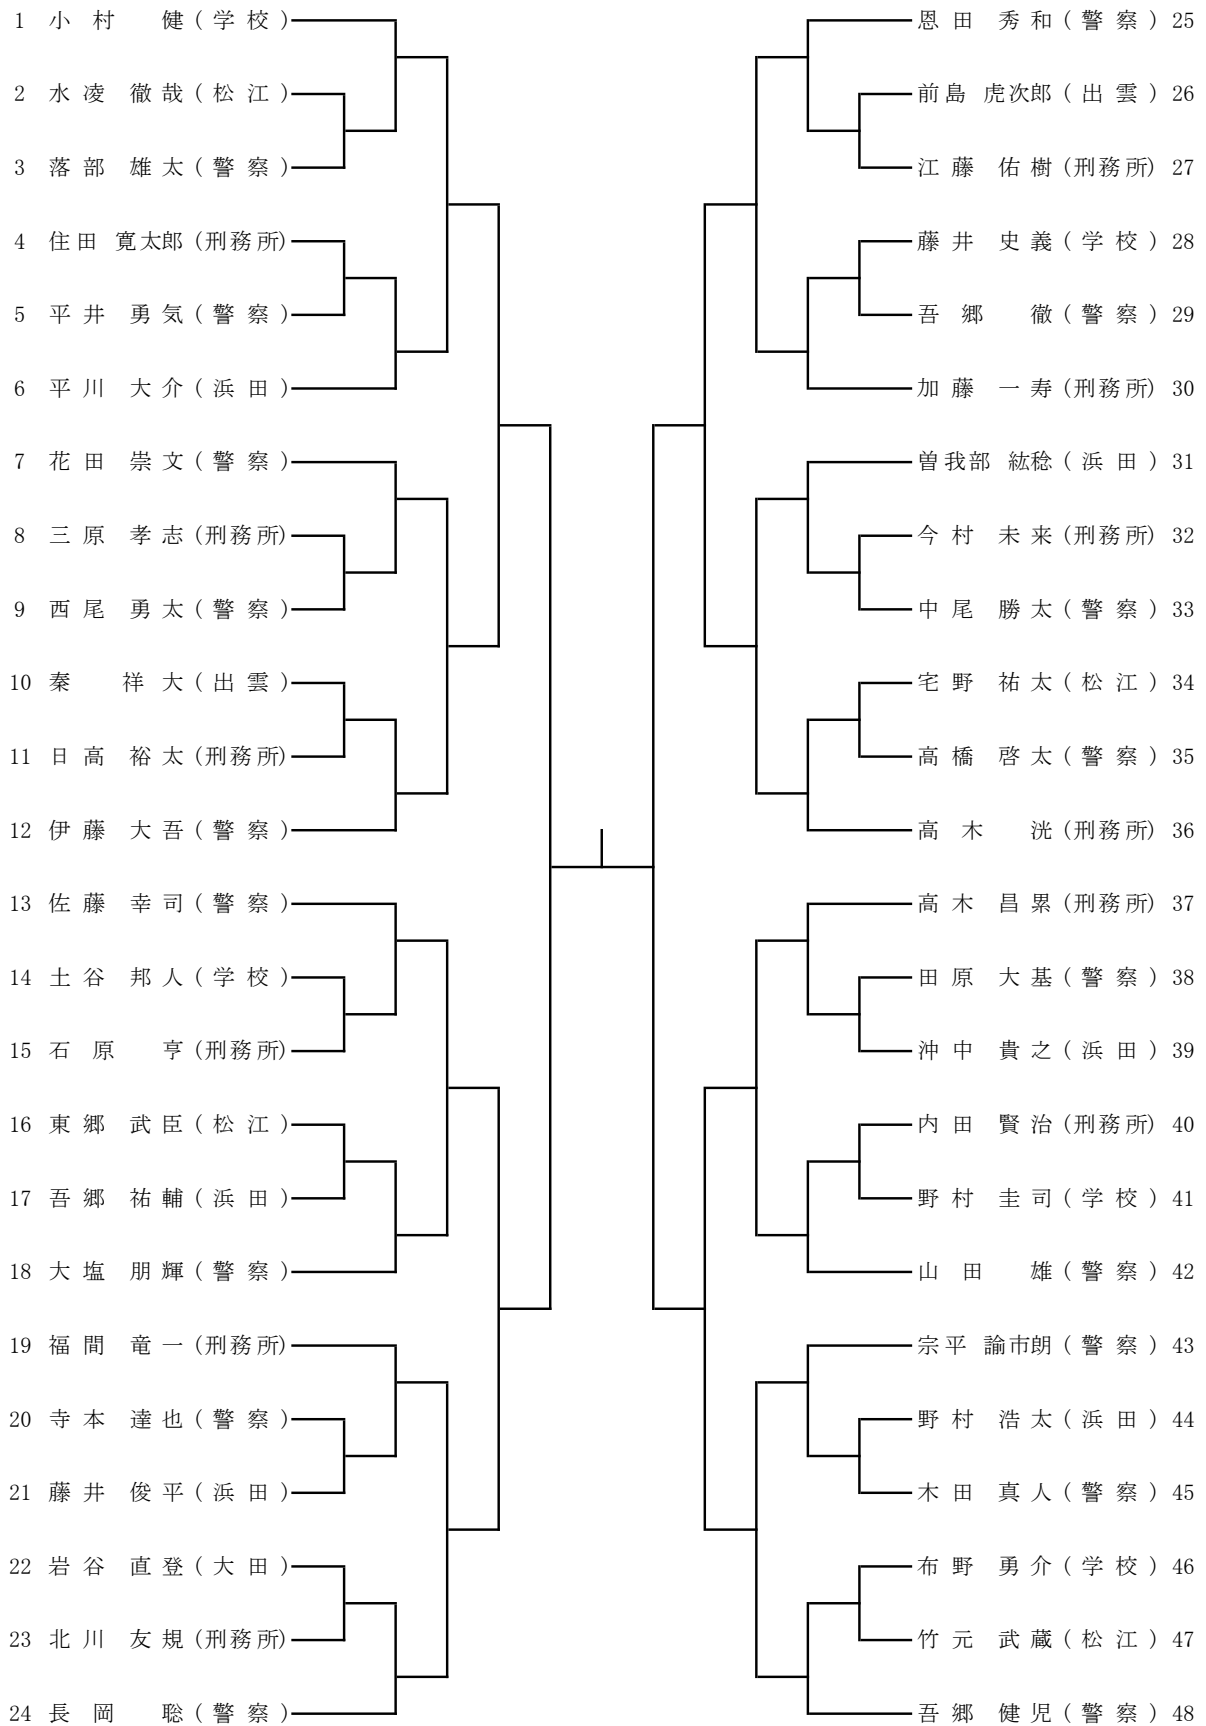 1 小村 健(学校)
2 水凌 徹哉(松江)
3 落部 雄太(警察)
4 住田 寛太郎(刑務所)
5 平井 勇気(警察)
6 平川 大介(浜田)
7 花田 崇文(警察)
8 三原 孝志(刑務所)
9 西尾 勇太(警察)
10 秦 祥大(出雲)
11 日高 裕太(刑務所)
12 伊藤 大吾(警察)
13 佐藤 幸司(警察)
14 土谷 邦人(学校)
15 石原 亨(刑務所)
16 東郷 武臣(松江)
17 吾郷 祐輔(浜田)
18 大塩 朋輝(警察)
19 福間 竜一(刑務所)
20 寺本 達也(警察)
21 藤井 俊平(浜田)
22 岩谷 直登(大田)
23 北川 友規(刑務所)
24 長岡 聡(警察)
恩田 秀和(警察) 25
前島 虎次郎(出雲) 26
江藤 佑樹(刑務所) 27
藤井 史義(学校) 28
吾郷 徹(警察) 29
加藤 一寿(刑務所) 30
曽我部 紘稔(浜田) 31
今村 未来(刑務所) 32
中尾 勝太(警察) 33
宅野 祐太(松江) 34
高橋 啓太(警察) 35
高木 洸(刑務所) 36
高木 昌累(刑務所) 37
田原 大基(警察) 38
沖中 貴之(浜田) 39
内田 賢治(刑務所) 40
野村 圭司(学校) 41
山田 雄(警察) 42
宗平 諭市朗(警察) 43
野村 浩太(浜田) 44
木田 真人(警察) 45
布野 勇介(学校) 46
竹元 武蔵(松江) 47
吾郷 健児(警察) 48